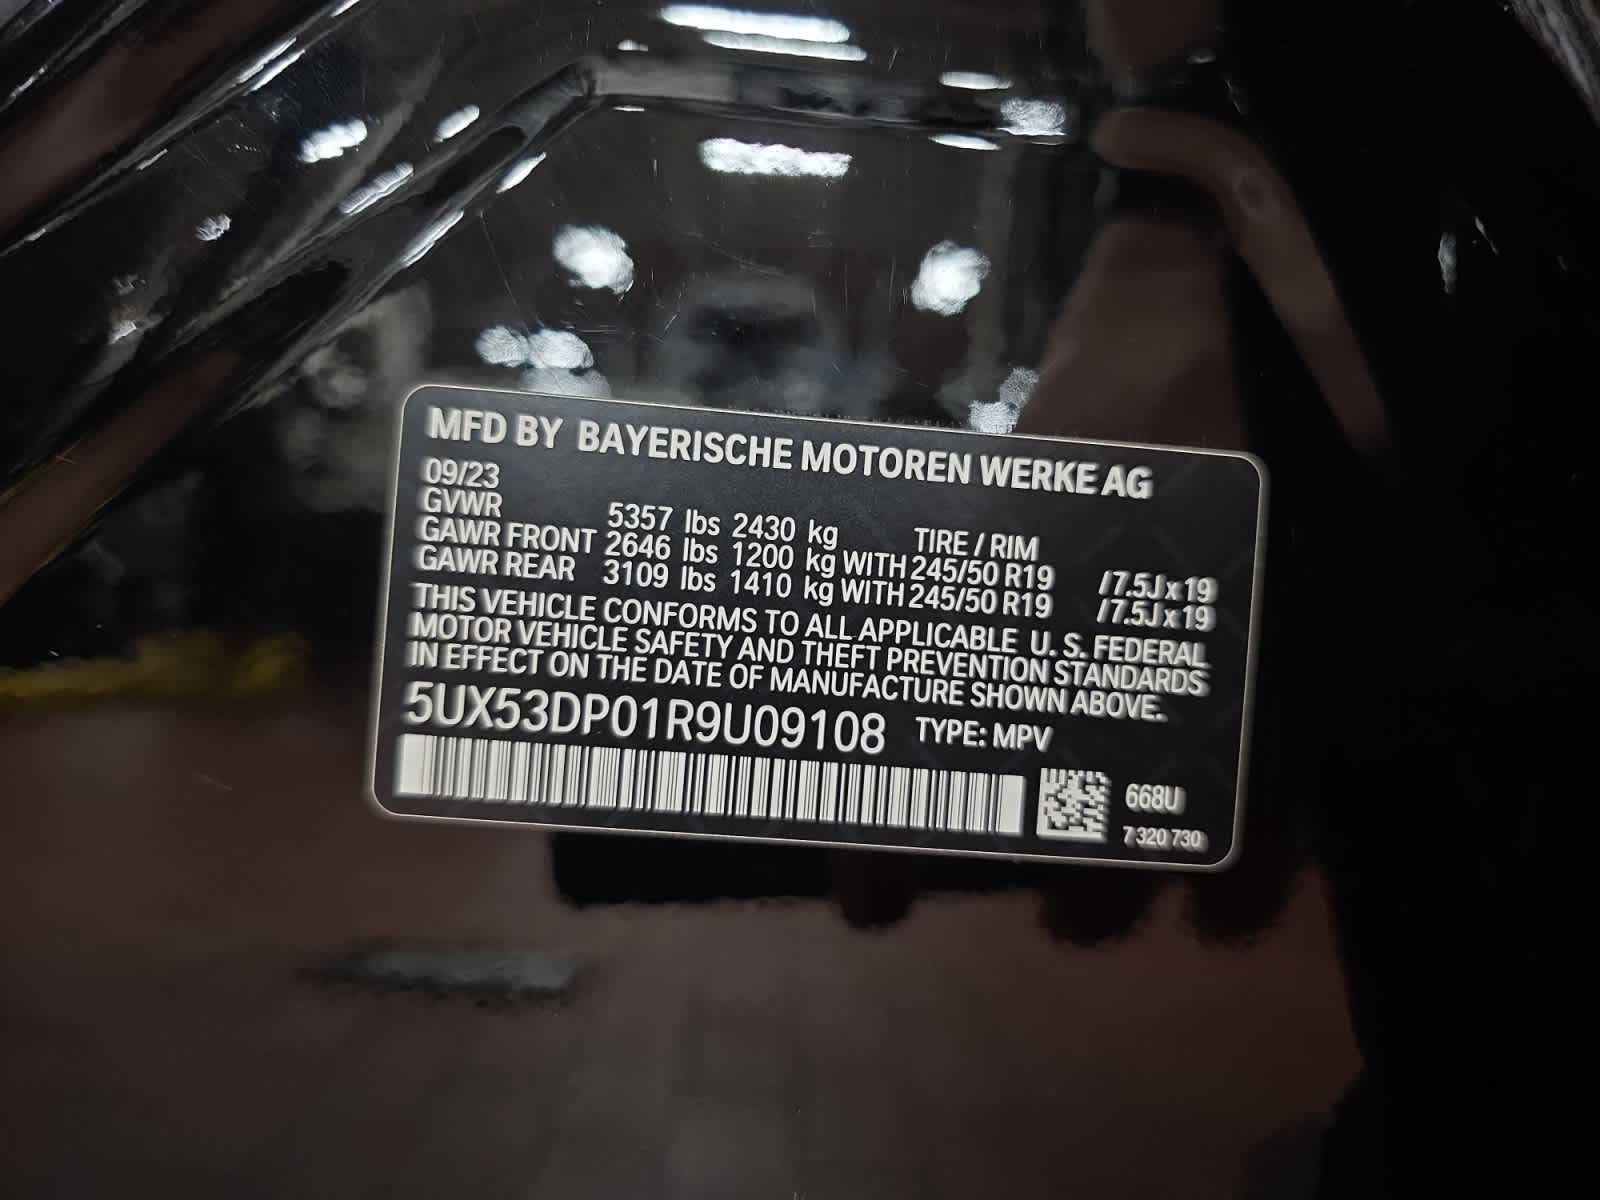 MFD BY BAYERISCHE MOTOREN WERKE AG
09/23
GVWR 5357 lbs 2430 kg TIRE / RIM
GAWR FRONT 2646 lbs 1200 kg WITH 245/50 R19 /7.5J x 19
GAWR REAR 3109 lbs 1410 kg WITH 245/50 R19 /7.5J x 19
THIS VEHICLE CONFORMS TO ALL APPLICABLE U. S. FEDERAL
MOTOR VEHICLE SAFETY AND THEFT PREVENTION STANDARDS
IN EFFECT ON THE DATE OF MANUFACTURE SHOWN ABOVE.
5UX53DP01R9U09108 TYPE: MPV
668U
7 320 730